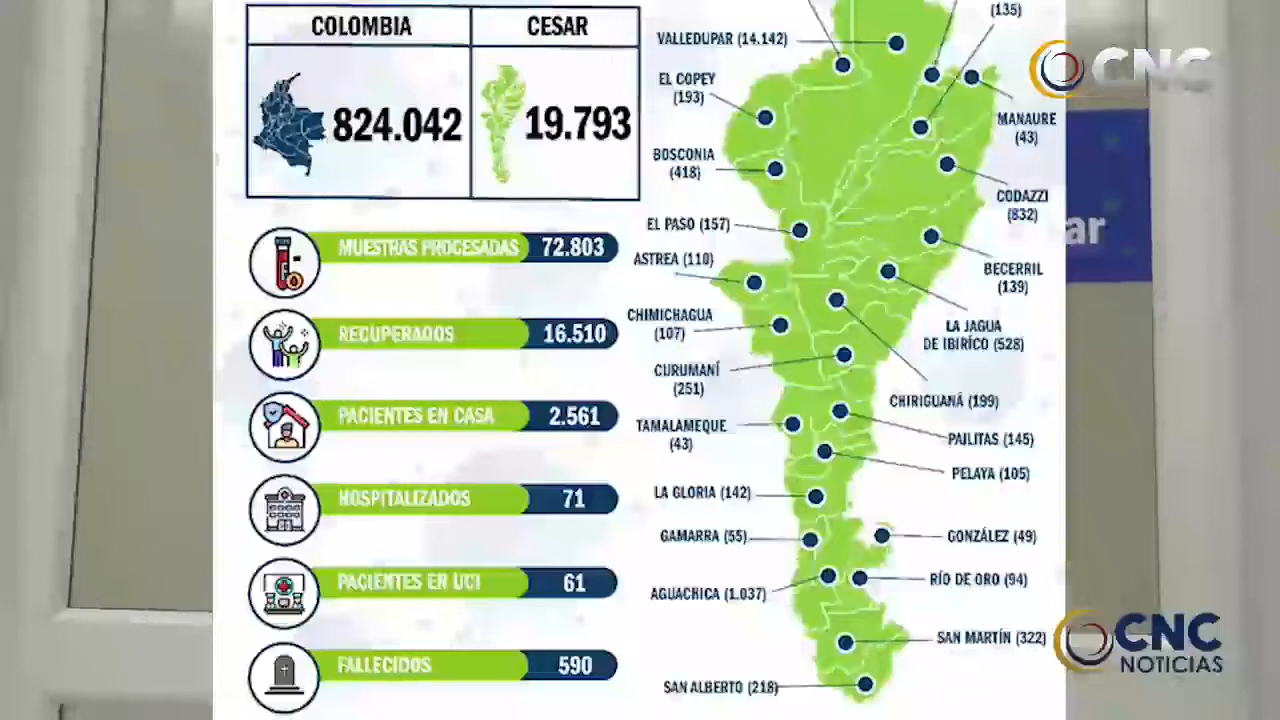 COLOMBIA
CESAR
824.042
19.793
MUESTRAS PROCESADAS 72.803
RECUPERADOS 16.510
PACIENTES EN CASA 2.561
HOSPITALIZADOS 71
PACIENTES EN UCI 61
FALLECIDOS 590
(135)
VALLEDUPAR (14.142)
EL COPEY
(193)
MANAURE
(43)
BOSCONIA
(418)
CODAZZI
(832)
EL PASO (157)
ASTREA (110)
BECERRIL
(139)
CHIMICHAGUA
(107)
LA JAGUA
DE IBIRÍCO (528)
CURUMANÍ
(251)
CHIRIGUANÁ (199)
TAMALAMEQUE
(43)
PAILITAS (145)
PELAYA (105)
LA GLORIA (142)
GAMARRA (55)
GONZÁLEZ (49)
AGUACHICA (1.037)
RÍO DE ORO (94)
SAN MARTÍN (322)
SAN ALBERTO (218)
CNC
ar
CNC
NOTICIAS